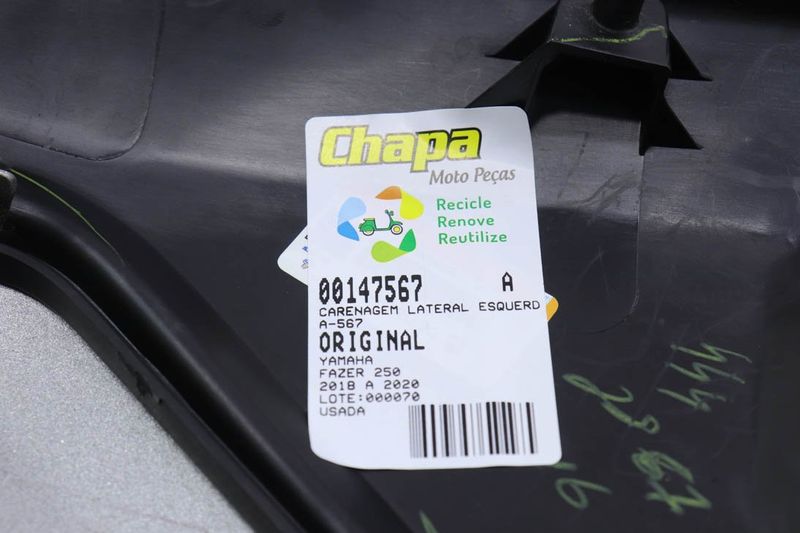 Chapa
Moto Peças
Recicle
Renove
Reutilize
00147567 A
CARENAGEM LATERAL ESQUERD
A-567
ORIGINAL
YAMAHA
FAZER 250
2018 A 2020
LOTE:000070
USADA